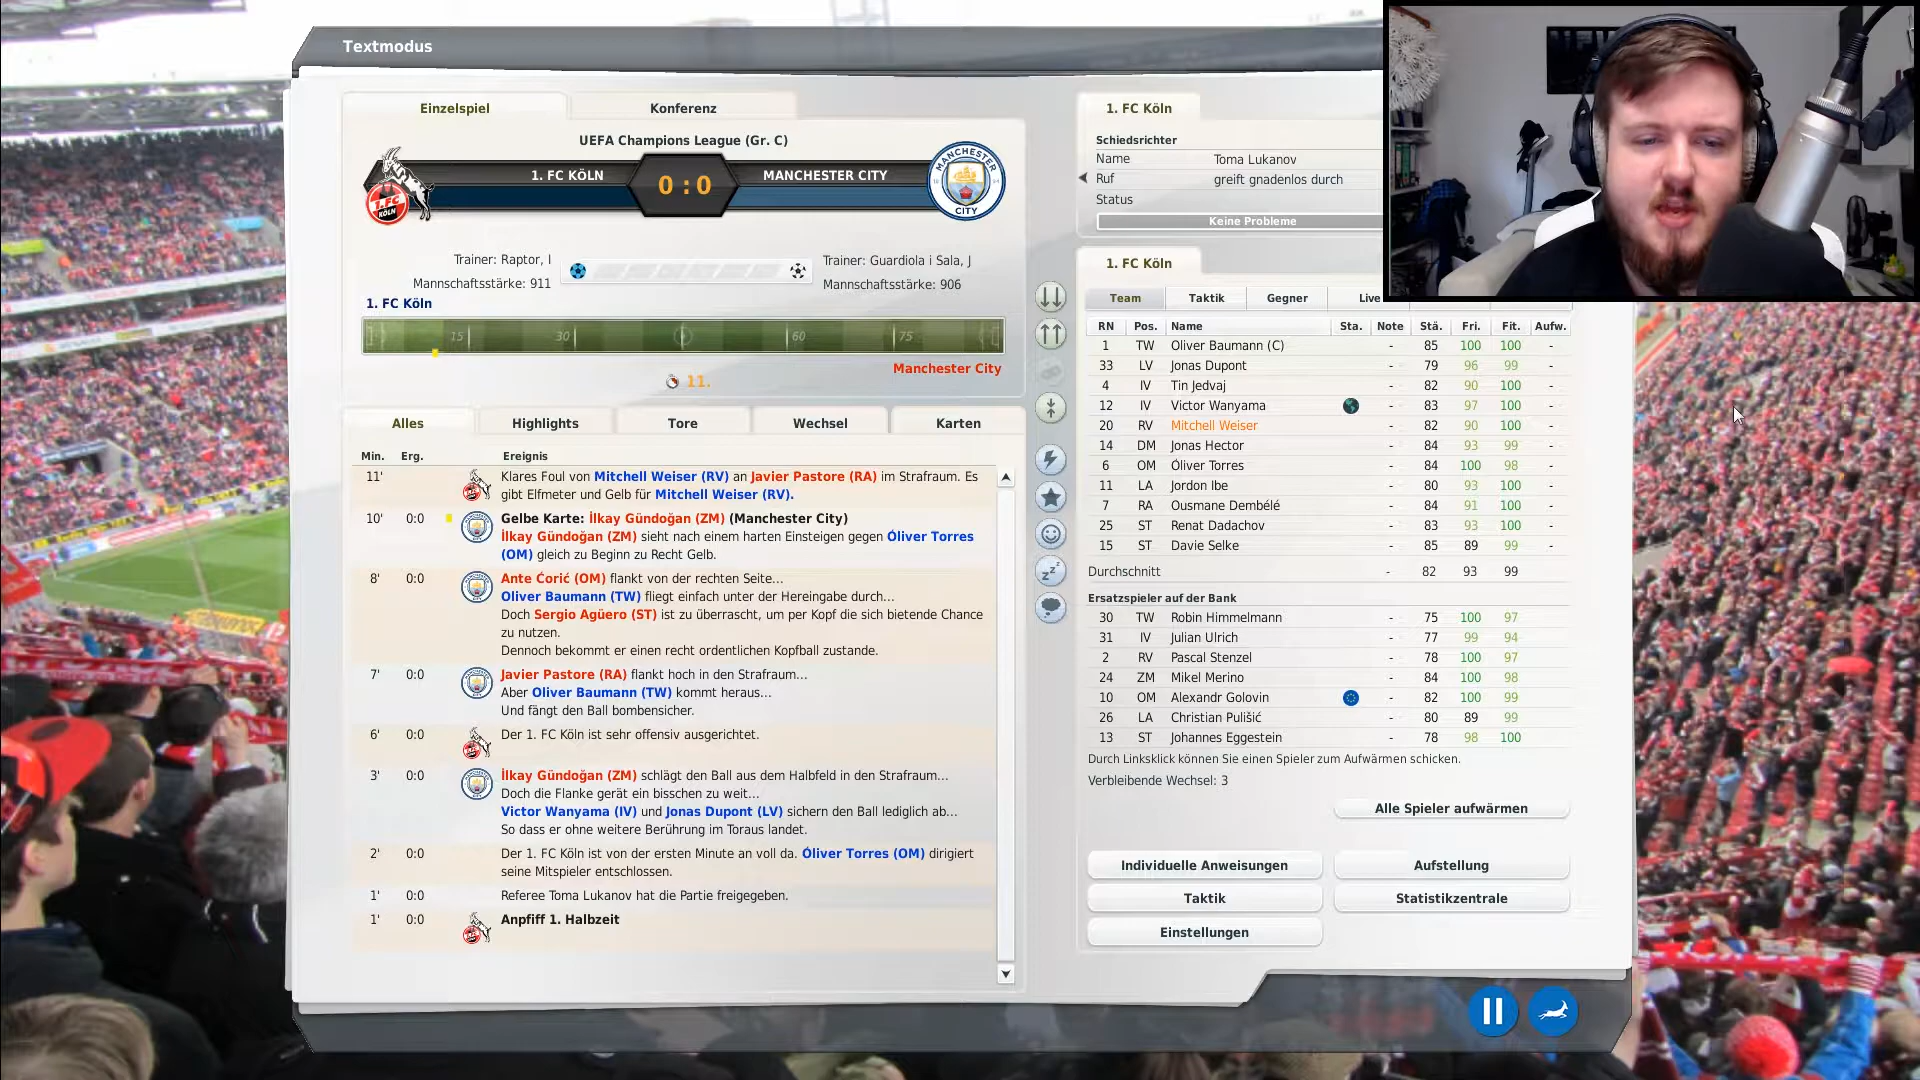 Textmodus
Einzelspiel
Konferenz
UEFA Champions League (Gr. C)
1. FC KÖLN
0 : 0
MANCHESTER CITY
1.FC KÖLN
MANCHESTER CITY
Trainer: Raptor, I
Trainer: Guardiola i Sala, J
Mannschaftsstärke: 911
Mannschaftsstärke: 906
1. FC Köln
15 30 60 75
Manchester City
11.
Alles Highlights Tore Wechsel Karten
Min. Erg. Ereignis
11' Klares Foul von Mitchell Weiser (RV) an Javier Pastore (RA) im Strafraum. Es
gibt Elfmeter und Gelb für Mitchell Weiser (RV).
10' 0:0 Gelbe Karte: İlkay Gündoğan (ZM) (Manchester City)
İlkay Gündoğan (ZM) sieht nach einem harten Einsteigen gegen Óliver Torres
(OM) gleich zu Beginn zu Recht Gelb.
8' 0:0 Ante Ćorić (OM) flankt von der rechten Seite...
Oliver Baumann (TW) fliegt einfach unter der Hereingabe durch...
Doch Sergio Agüero (ST) ist zu überrascht, um per Kopf die sich bietende Chance
zu nutzen.
Dennoch bekommt er einen recht ordentlichen Kopfball zustande.
7' 0:0 Javier Pastore (RA) flankt hoch in den Strafraum...
Aber Oliver Baumann (TW) kommt heraus...
Und fängt den Ball bombensicher.
6' 0:0 Der 1. FC Köln ist sehr offensiv ausgerichtet.
3' 0:0 İlkay Gündoğan (ZM) schlägt den Ball aus dem Halbfeld in den Strafraum...
Doch die Flanke gerät ein bisschen zu weit...
Victor Wanyama (IV) und Jonas Dupont (LV) sichern den Ball lediglich ab...
So dass er ohne weitere Berührung im Toraus landet.
2' 0:0 Der 1. FC Köln ist von der ersten Minute an voll da. Óliver Torres (OM) dirigiert
seine Mitspieler entschlossen.
1' 0:0 Referee Toma Lukanov hat die Partie freigegeben.
1' 0:0 Anpfiff 1. Halbzeit
1. FC Köln
Schiedsrichter
Name Toma Lukanov
Ruf greift gnadenlos durch
Status
Keine Probleme
1. FC Köln
Team Taktik Gegner Live
RN Pos. Name Sta. Note Stä. Fri. Fit. Aufw.
1 TW Oliver Baumann (C) - 85 100 100 -
33 LV Jonas Dupont - 79 96 99 -
4 IV Tin Jedvaj - 82 90 100 -
12 IV Victor Wanyama - 83 97 100 -
20 RV Mitchell Weiser - 82 90 100 -
14 DM Jonas Hector - 84 93 99 -
6 OM Óliver Torres - 84 100 98 -
11 LA Jordon Ibe - 80 93 100 -
7 RA Ousmane Dembélé - 84 91 100 -
25 ST Renat Dadachov - 83 93 100 -
15 ST Davie Selke - 85 89 99 -
Durchschnitt - 82 93 99
Ersatzspieler auf der Bank
30 TW Robin Himmelmann - 75 100 97
31 IV Julian Ulrich - 77 99 94
2 RV Pascal Stenzel - 78 100 97
24 ZM Mikel Merino - 84 100 98
10 OM Alexandr Golovin - 82 100 99
26 LA Christian Pulišić - 80 89 99
13 ST Johannes Eggestein - 78 98 100
Durch Linksklick können Sie einen Spieler zum Aufwärmen schicken.
Verbleibende Wechsel: 3
Alle Spieler aufwärmen
Individuelle Anweisungen
Aufstellung
Taktik
Statistikzentrale
Einstellungen